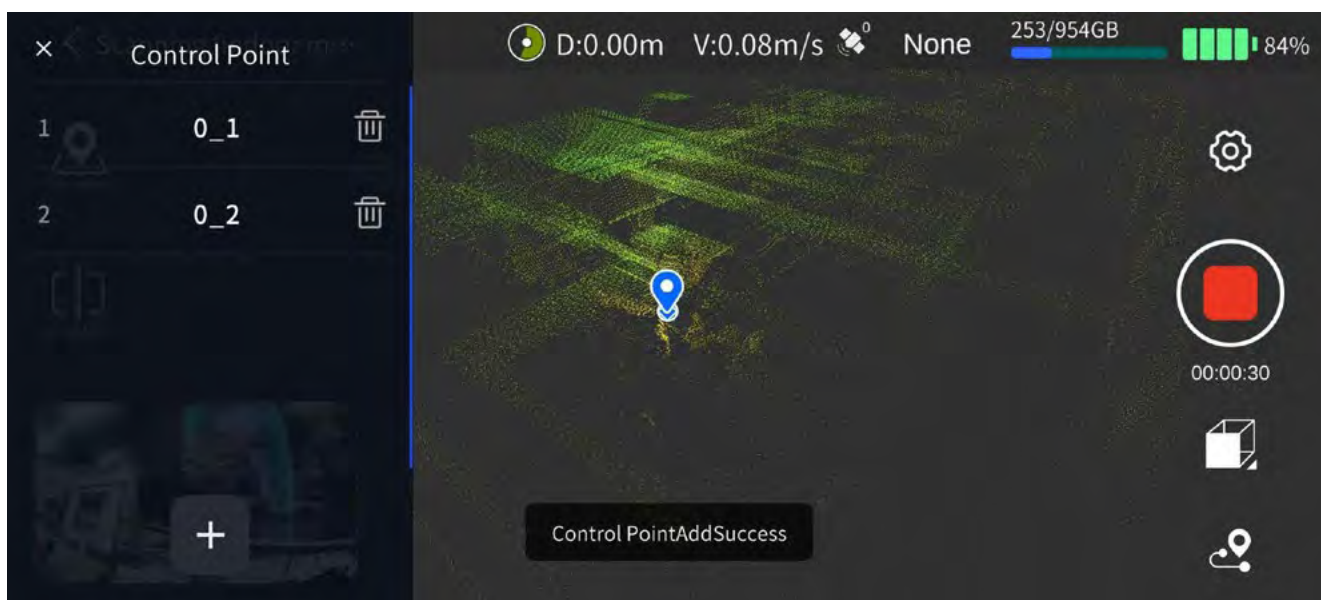 Control Point
D:0.00m V:0.08m/s 0 None 253/954GB 84%
1 0_1
2 0_2
00:00:30
Control PointAddSuccess